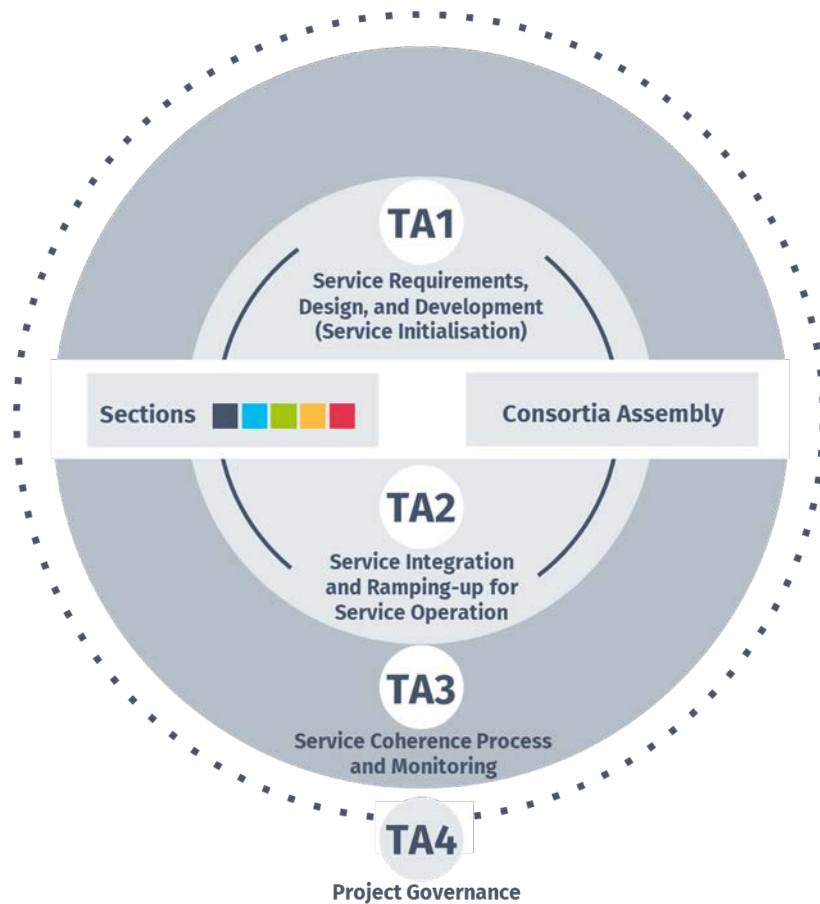 TA1
Service Requirements,
Design, and Development
(Service Initialisation)
Sections
Consortia Assembly
TA2
Service Integration
and Ramping-up for
Service Operation
TA3
Service Coherence Process
and Monitoring
TA4
Project Governance